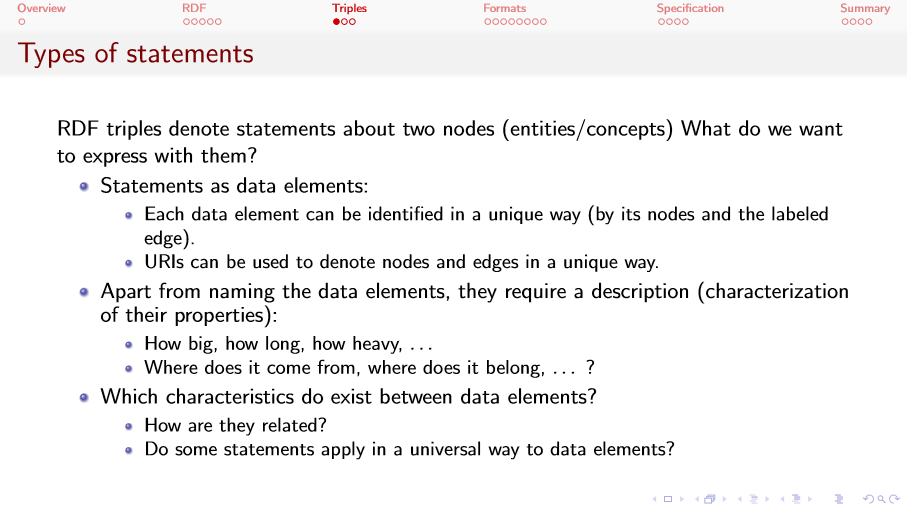 Overview RDF Triples Formats Specification Summary
Types of statements
RDF triples denote statements about two nodes (entities/concepts) What do we want
to express with them?
Statements as data elements:
Each data element can be identified in a unique way (by its nodes and the labeled
edge).
URIs can be used to denote nodes and edges in a unique way.
Apart from naming the data elements, they require a description (characterization
of their properties):
How big, how long, how heavy, . . .
Where does it come from, where does it belong, . . . ?
Which characteristics do exist between data elements?
How are they related?
Do some statements apply in a universal way to data elements?